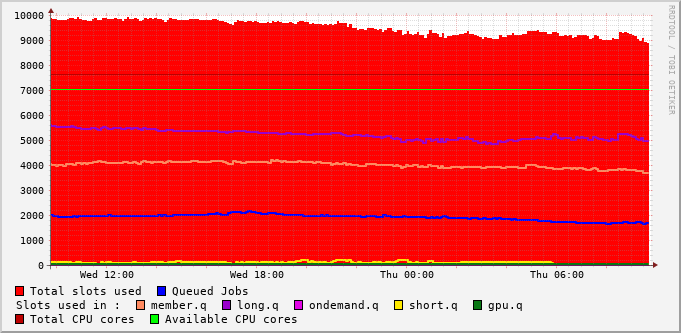 10000
9000
8000
7000
6000
5000
4000
3000
2000
1000
0
Wed 12:00 Wed 18:00 Thu 00:00 Thu 06:00
RRDTOOL / TOBI OETIKER
Total slots used Queued Jobs
Slots used in : member.q long.q ondemand.q short.q gpu.q
Total CPU cores Available CPU cores